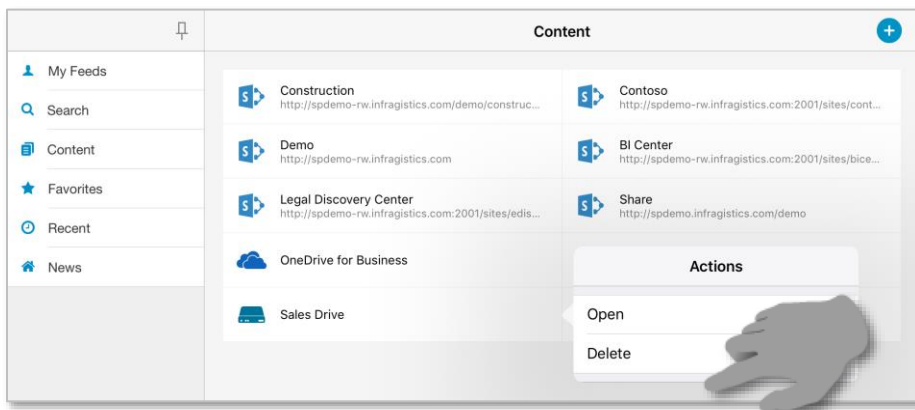 Content
My Feeds
Search
Content
Favorites
Recent
News
Construction
http://spdemo-rw.infragistics.com/demo/construc...
Contoso
http://spdemo-rw.infragistics.com:2001/sites/cont...
Demo
http://spdemo-rw.infragistics.com
BI Center
http://spdemo-rw.infragistics.com:2001/sites/bice...
Legal Discovery Center
http://spdemo-rw.infragistics.com:2001/sites/edis...
Share
http://spdemo.infragistics.com/demo
OneDrive for Business
Sales Drive
Actions
Open
Delete